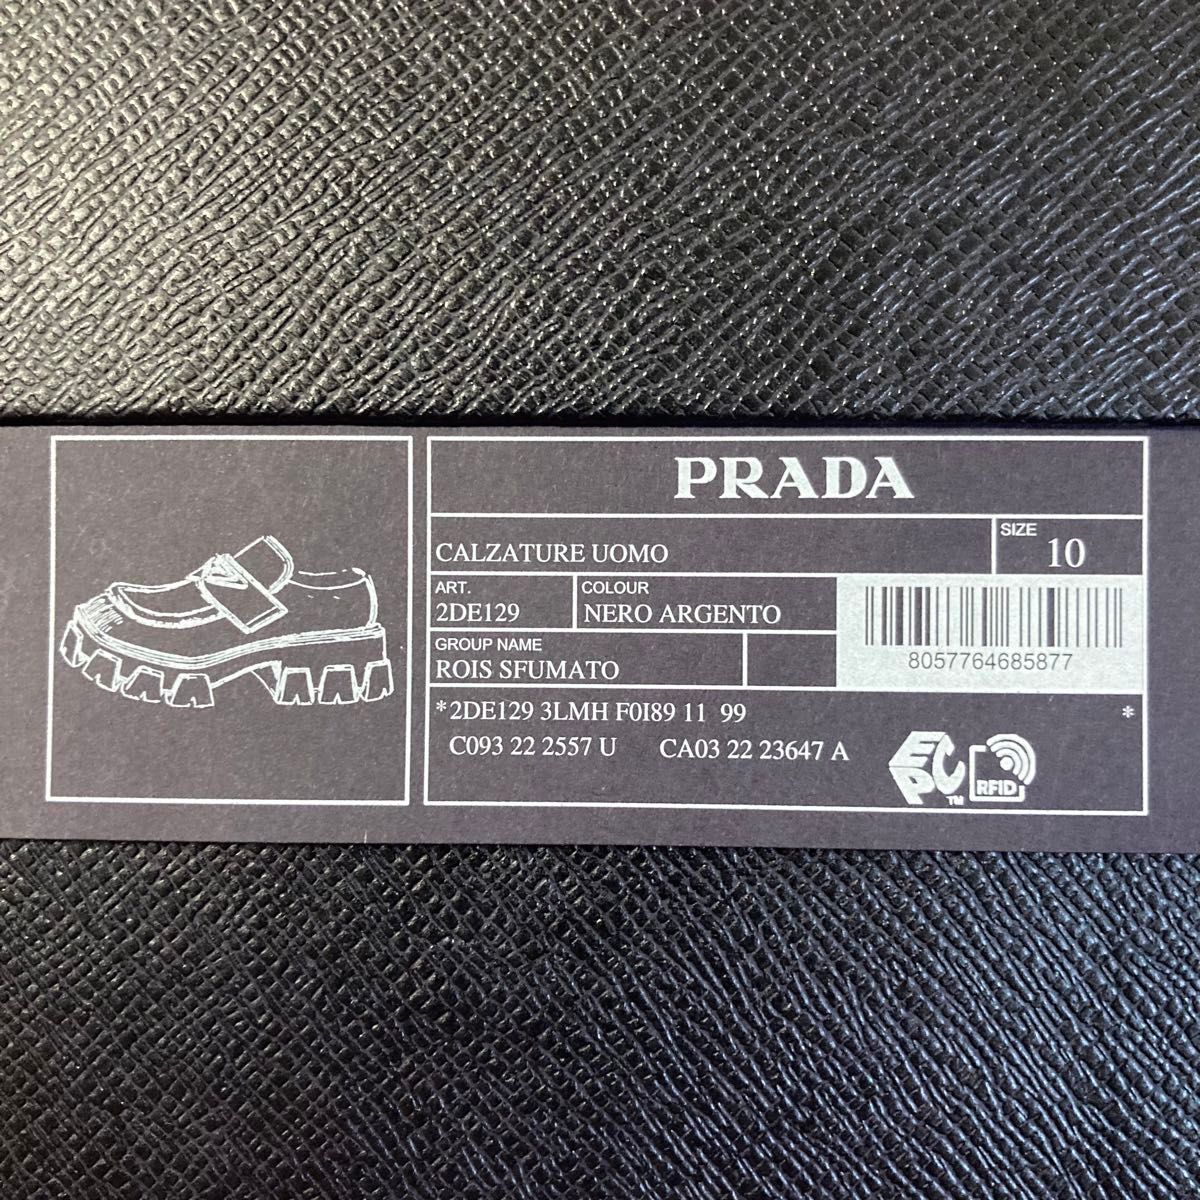 PRADA
CALZATURE UOMO
SIZE
10
ART.
2DE129
COLOUR
NERO ARGENTO
GROUP NAME
ROIS SFUMATO
8057764685877
*2DE129 3LMH F0I89 11 99 *
C093 22 2557 U CA03 22 23647 A
EPC™
RFID